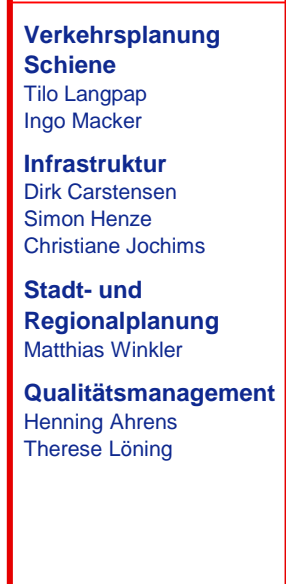 Verkehrsplanung
Schiene
Tilo Langpap
Ingo Macker
Infrastruktur
Dirk Carstensen
Simon Henze
Christiane Jochims
Stadt- und
Regionalplanung
Matthias Winkler
Qualitätsmanagement
Henning Ahrens
Therese Löning